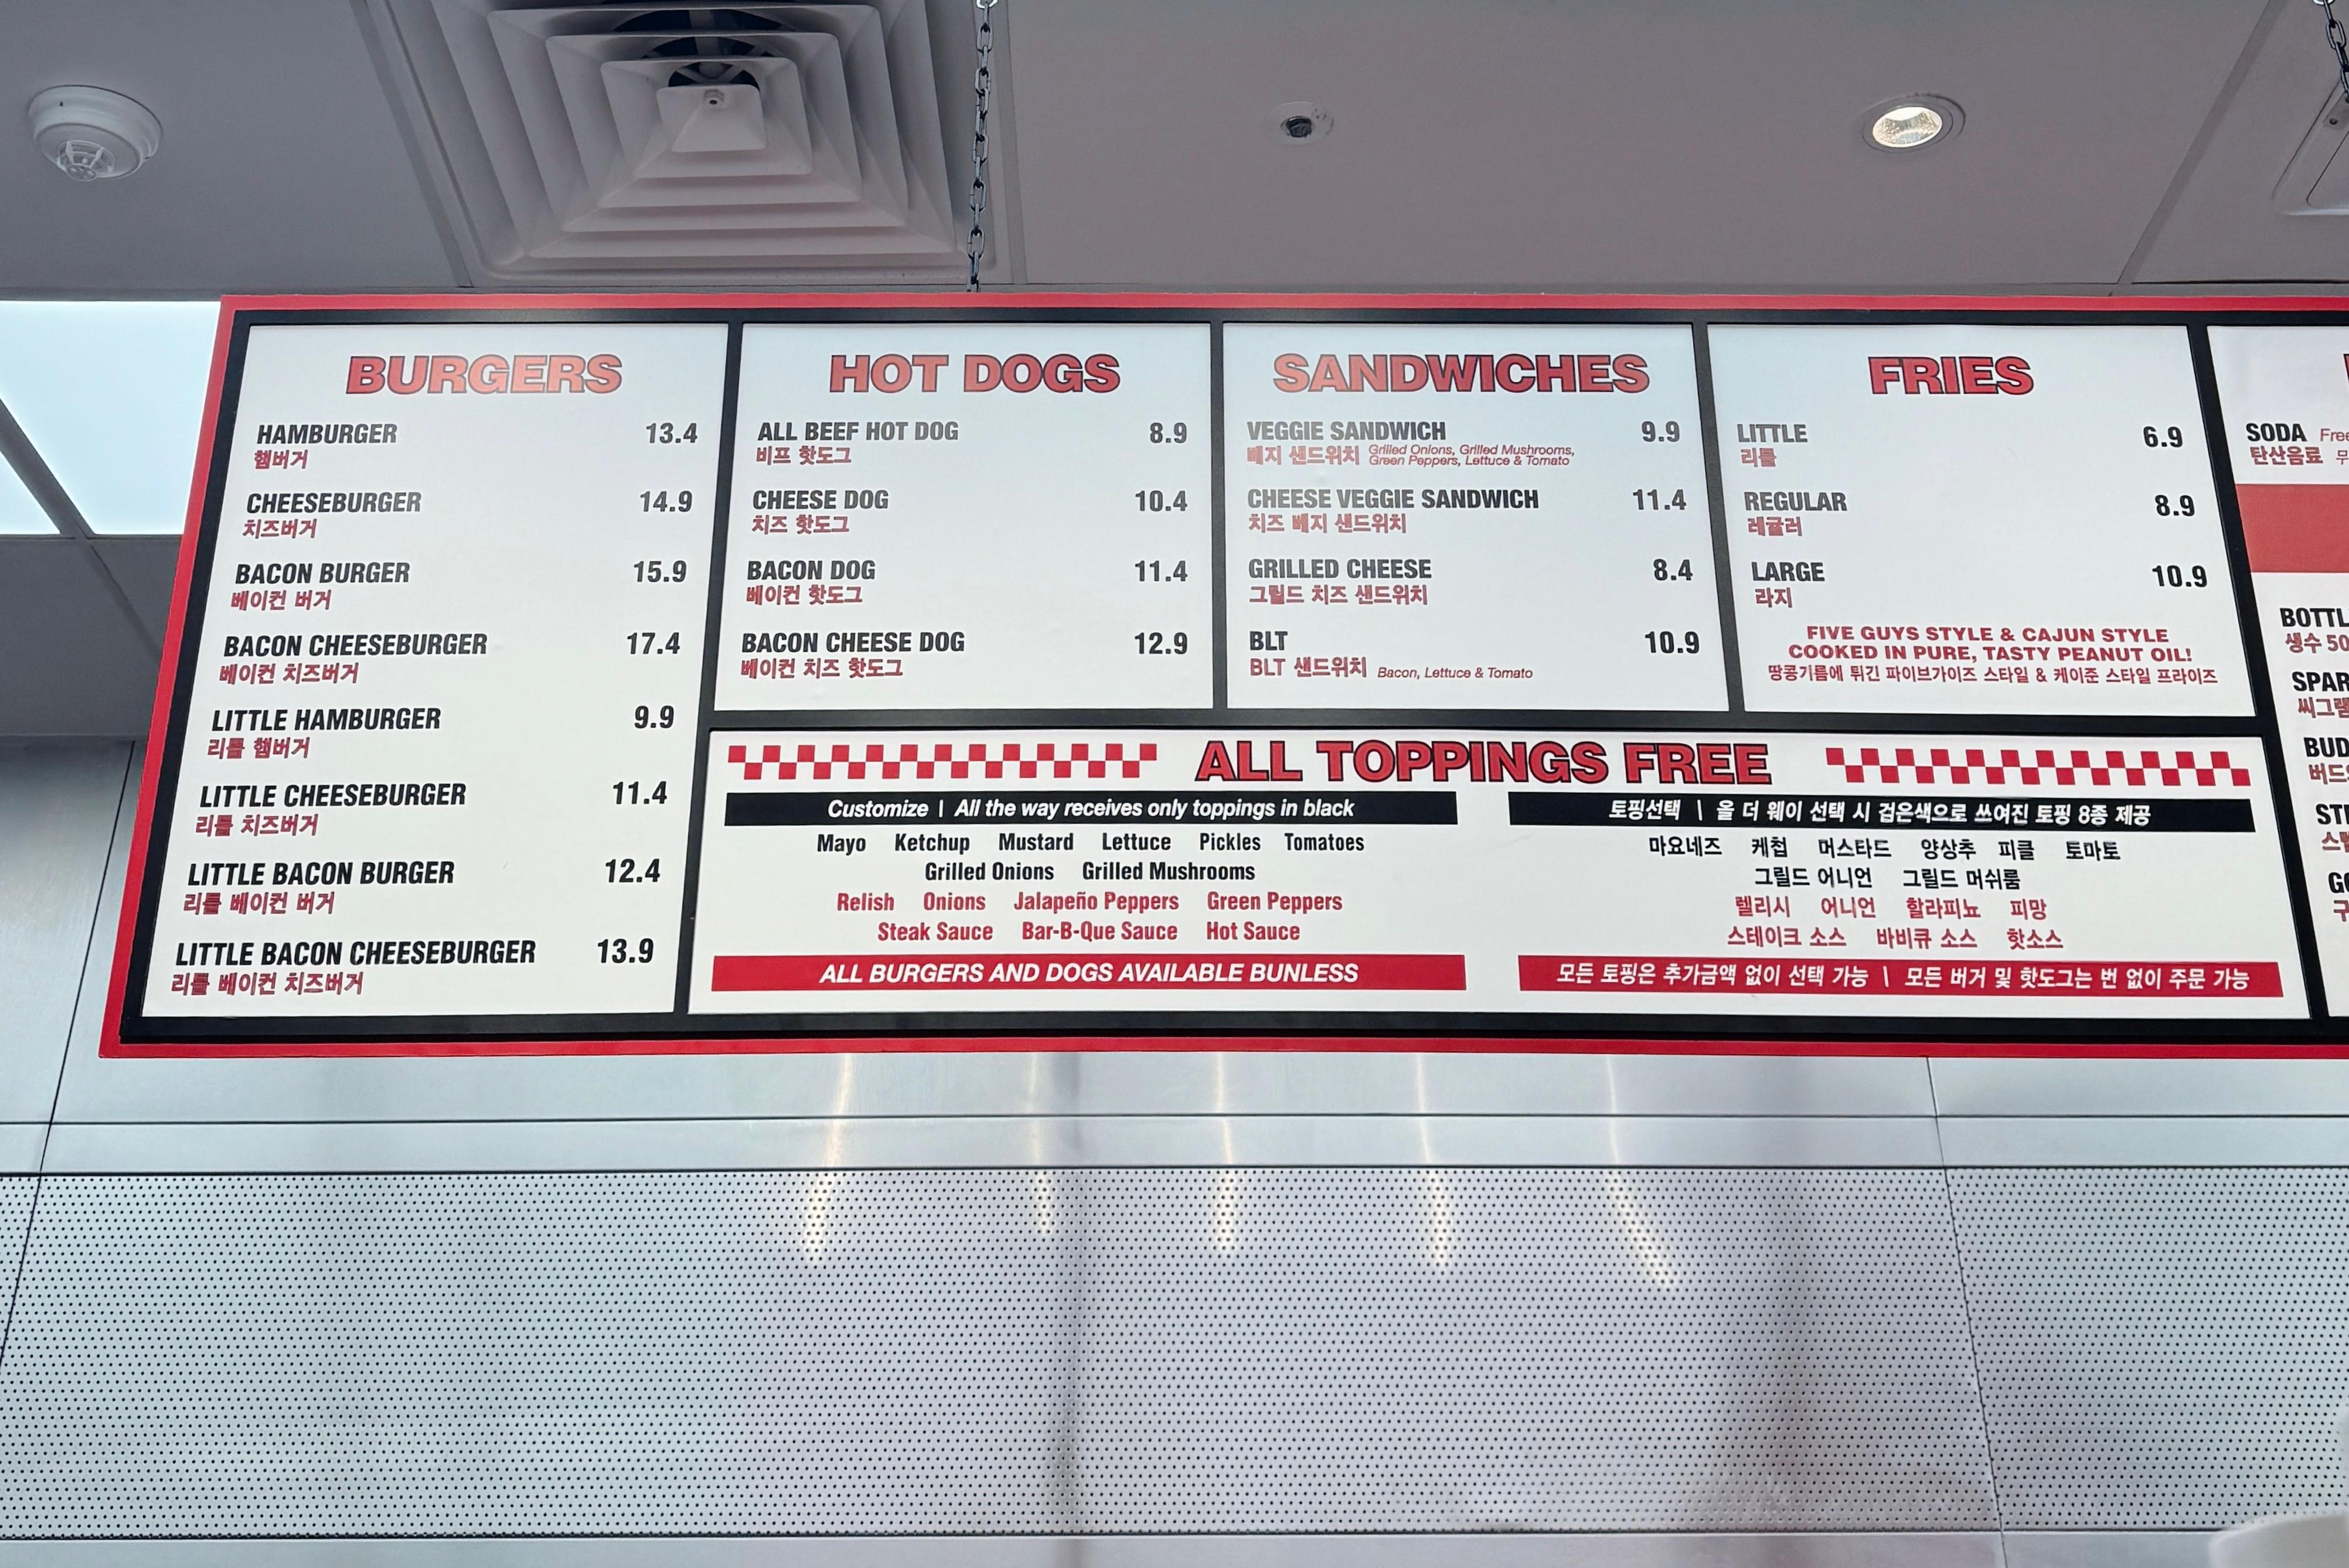 BURGERS
HAMBURGER 13.4
햄버거
CHEESEBURGER 14.9
치즈버거
BACON BURGER 15.9
베이컨 버거
BACON CHEESEBURGER 17.4
베이컨 치즈버거
LITTLE HAMBURGER 9.9
리틀 햄버거
LITTLE CHEESEBURGER 11.4
리틀 치즈버거
LITTLE BACON BURGER 12.4
리틀 베이컨 버거
LITTLE BACON CHEESEBURGER 13.9
리틀 베이컨 치즈버거
HOT DOGS
ALL BEEF HOT DOG 8.9
비프 핫도그
CHEESE DOG 10.4
치즈 핫도그
BACON DOG 11.4
베이컨 핫도그
BACON CHEESE DOG 12.9
베이컨 치즈 핫도그
SANDWICHES
VEGGIE SANDWICH 9.9
베지 샌드위치 Grilled Onions, Grilled Mushrooms,
Green Peppers, Lettuce & Tomato
CHEESE VEGGIE SANDWICH 11.4
치즈 베지 샌드위치
GRILLED CHEESE 8.4
그릴드 치즈 샌드위치
BLT 10.9
BLT 샌드위치 Bacon, Lettuce & Tomato
FRIES
LITTLE 6.9
리틀
REGULAR 8.9
레귤러
LARGE 10.9
라지
FIVE GUYS STYLE & CAJUN STYLE
COOKED IN PURE, TASTY PEANUT OIL!
땅콩기름에 튀긴 파이브가이즈 스타일 & 케이준 스타일 프라이즈
ALL TOPPINGS FREE
Customize | All the way receives only toppings in black
Mayo Ketchup Mustard Lettuce Pickles Tomatoes
Grilled Onions Grilled Mushrooms
Relish Onions Jalapeño Peppers Green Peppers
Steak Sauce Bar-B-Que Sauce Hot Sauce
ALL BURGERS AND DOGS AVAILABLE BUNLESS
토핑선택 | 올 더 웨이 선택 시 검은색으로 쓰여진 토핑 8종 제공
마요네즈 케첩 머스타드 양상추 피클 토마토
그릴드 어니언 그릴드 머쉬룸
렐리시 어니언 할라피뇨 피망
스테이크 소스 바비큐 소스 핫소스
모든 토핑은 추가금액 없이 선택 가능 | 모든 버거 및 핫도그는 번 없이 주문 가능
SODA Free
탄산음료 무
BOTTL
생수 50
SPAR
씨그램
BUD
버드